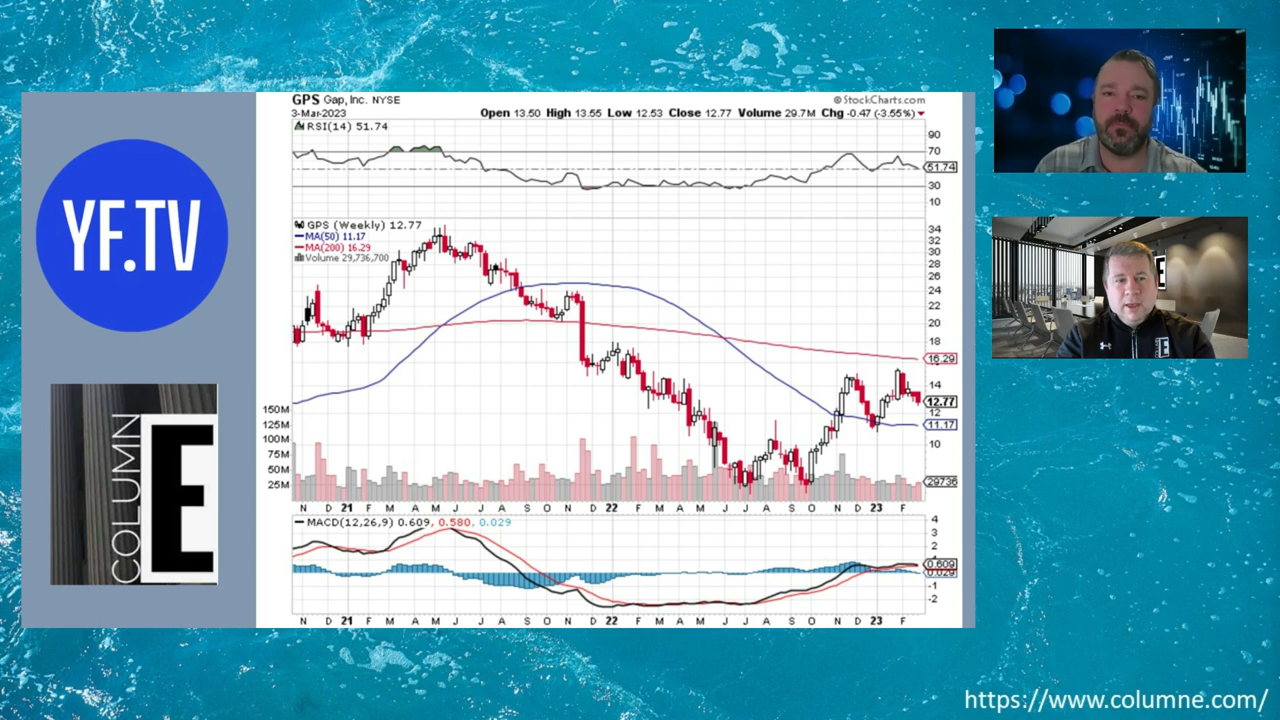 GPS Gap, Inc. NYSE
© StockCharts.com
3-Mar-2023
Open 13.50 High 13.55 Low 12.53 Close 12.77 Volume 29.7M Chg -0.47 (-3.55%)
RSI(14) 51.74
90
70
51.74
30
10
YF.TV
GPS (Weekly) 12.77
MA(50) 11.17
MA(200) 16.29
Volume 29,736,700
34
32
30
28
26
24
22
20
18
16.29
14
12.77
12
11.17
10
150M
125M
100M
75M
50M
25M
29736
N D 21 F M A M J J A S O N D 22 F M A M J J A S O N D 23 F
COLUMN
E
MACD(12,26,9) 0.609, 0.580, 0.029
4
3
2
0.609
0.029
-1
-2
N D 21 F M A M J J A S O N D 22 F M A M J J A S O N D 23 F
E
E
https://www.columne.com/